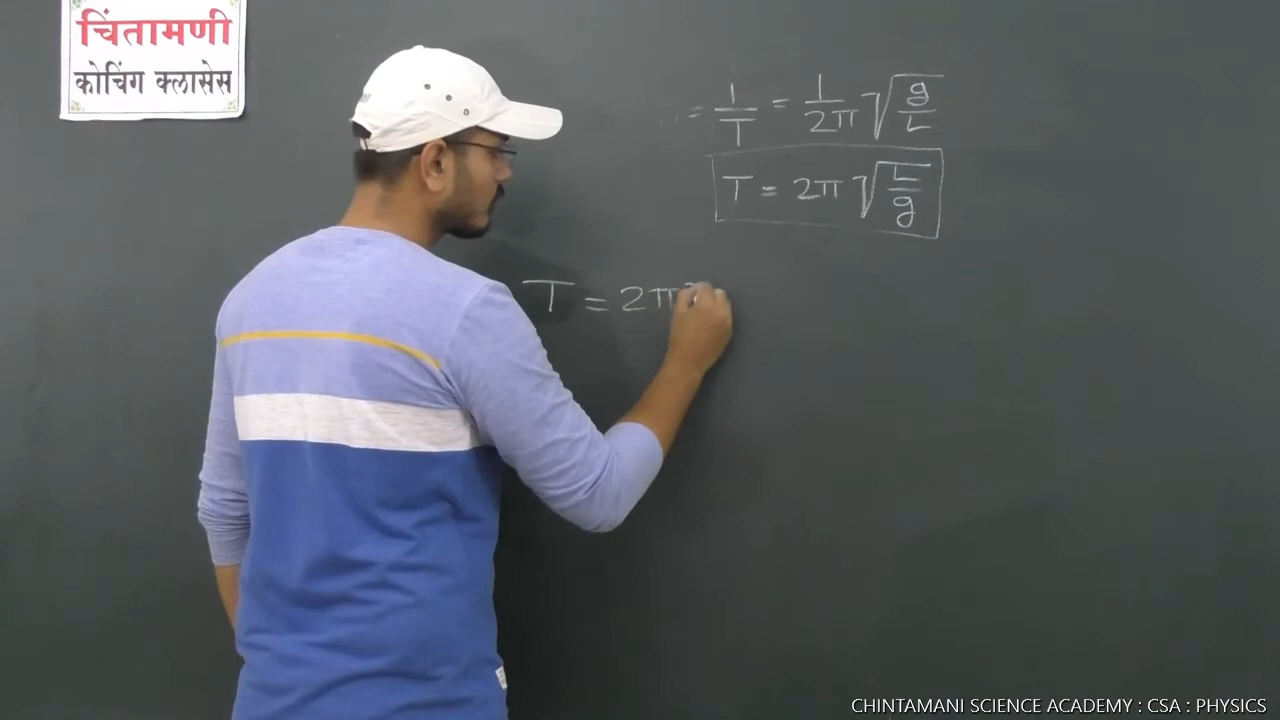 चिंतामणी
कोचिंग क्लासेस
= 1/T = 1/2π √g/L
T = 2π √L/g
T = 2π
CHINTAMANI SCIENCE ACADEMY : CSA : PHYSICS